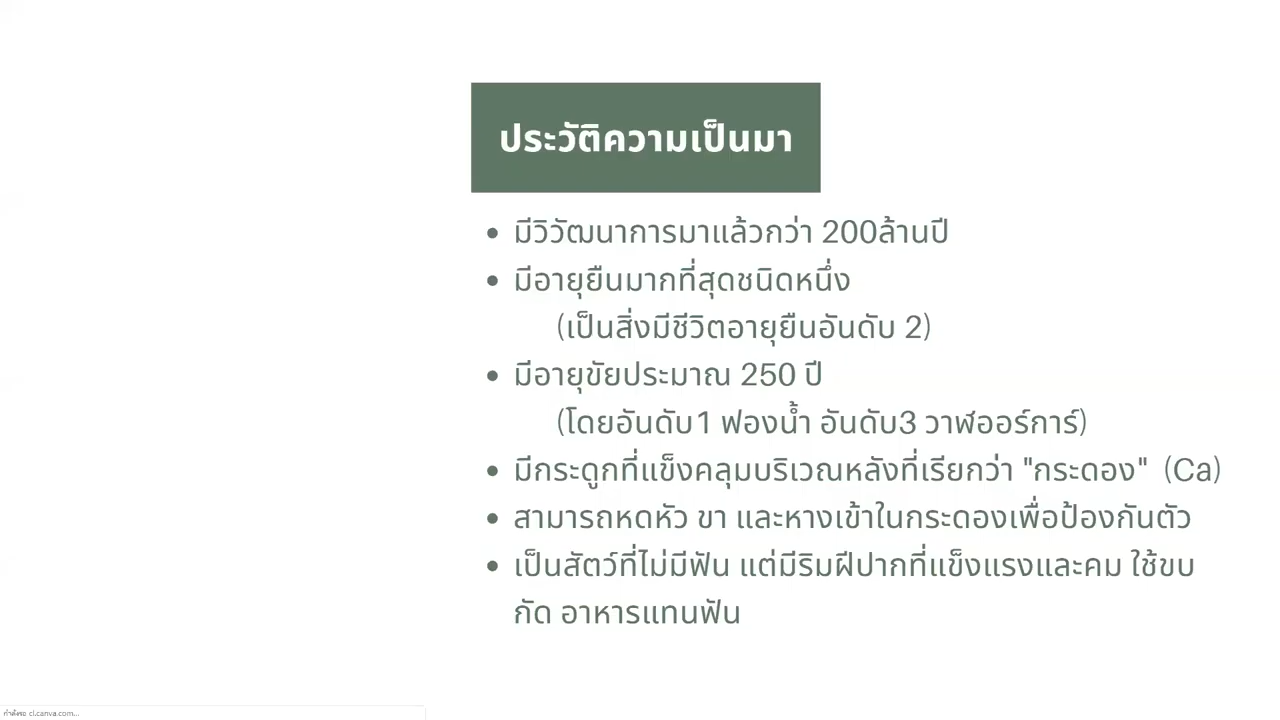 ประวัติความเป็นมา
• มีวิวัฒนาการมาแล้วกว่า 200ล้านปี
• มีอายุยืนมากที่สุดชนิดหนึ่ง
(เป็นสิ่งมีชีวิตอายุยืนอันดับ 2)
• มีอายุขัยประมาณ 250 ปี
(โดยอันดับ1 ฟองน้ำ อันดับ3 วาฬออร์การ์)
• มีกระดูกที่แข็งคลุมบริเวณหลังที่เรียกว่า "กระดอง" (Ca)
• สามารถหดหัว ขา และหางเข้าในกระดองเพื่อป้องกันตัว
• เป็นสัตว์ที่ไม่มีฟัน แต่มีริมฝีปากที่แข็งแรงและคม ใช้ขบ
กัด อาหารแทนฟัน
กำลังรอ cl.canva.com...